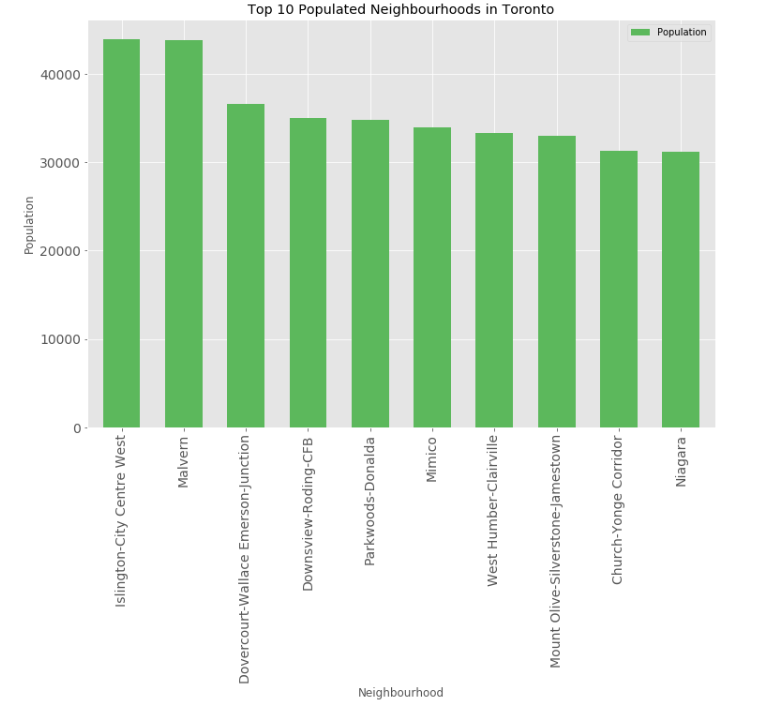 Top 10 Populated Neighbourhoods in Toronto
Population
40000
30000
20000
10000
0
Population
Islington-City Centre West
Malvern
Dovercourt-Wallace Emerson-Junction
Downsview-Roding-CFB
Parkwoods-Donalda
Mimico
West Humber-Clairville
Mount Olive-Silverstone-Jamestown
Church-Yonge Corridor
Niagara
Neighbourhood